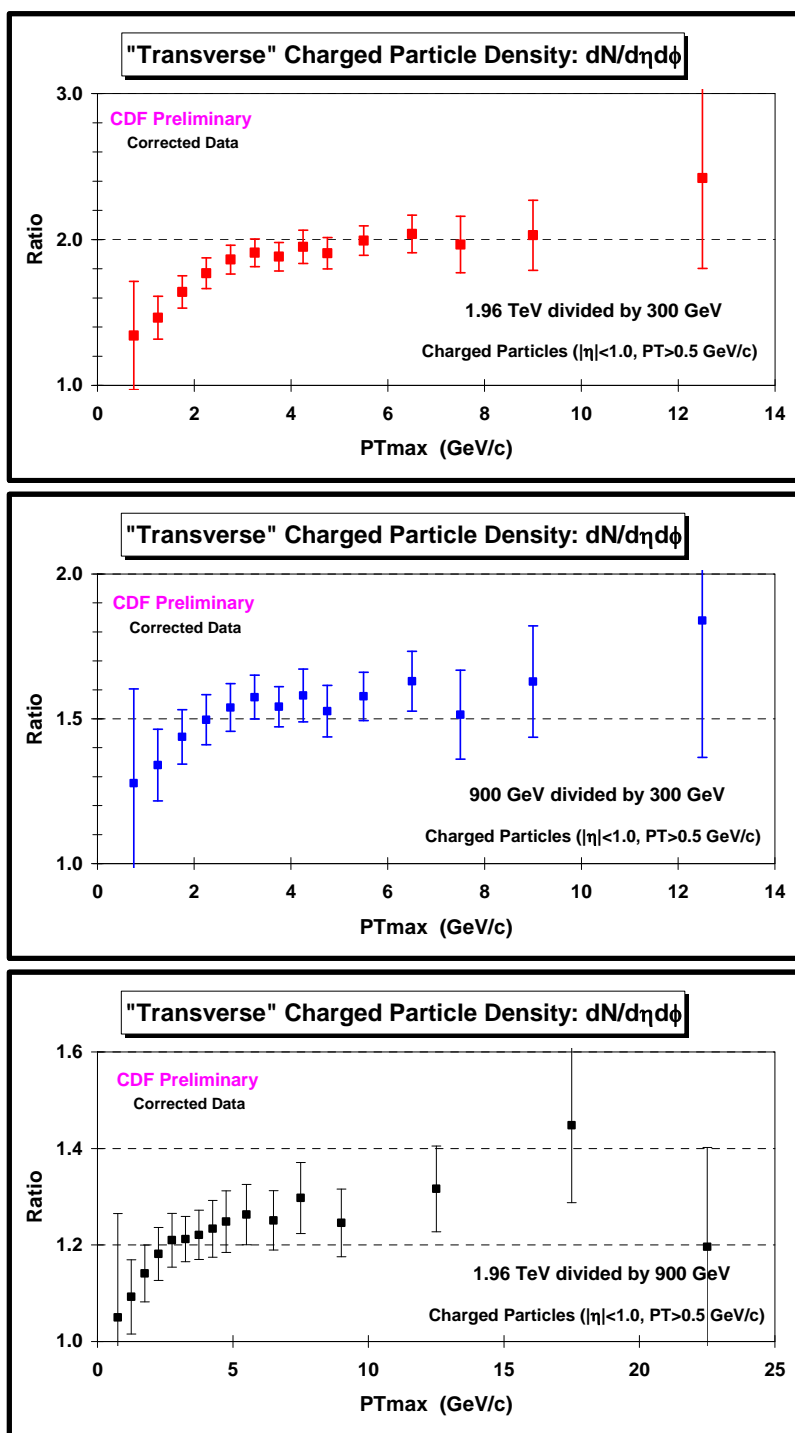 "Transverse" Charged Particle Density: dN/dηdϕ
3.0
CDF Preliminary
Corrected Data
2.0
Ratio
1.96 TeV divided by 300 GeV
Charged Particles (|η|<1.0, PT>0.5 GeV/c)
1.0
0 2 4 6 8 10 12 14
PTmax (GeV/c)
"Transverse" Charged Particle Density: dN/dηdϕ
2.0
CDF Preliminary
Corrected Data
1.5
Ratio
900 GeV divided by 300 GeV
Charged Particles (|η|<1.0, PT>0.5 GeV/c)
1.0
0 2 4 6 8 10 12 14
PTmax (GeV/c)
"Transverse" Charged Particle Density: dN/dηdϕ
1.6
CDF Preliminary
Corrected Data
1.4
Ratio
1.2
1.96 TeV divided by 900 GeV
Charged Particles (|η|<1.0, PT>0.5 GeV/c)
1.0
0 5 10 15 20 25
PTmax (GeV/c)